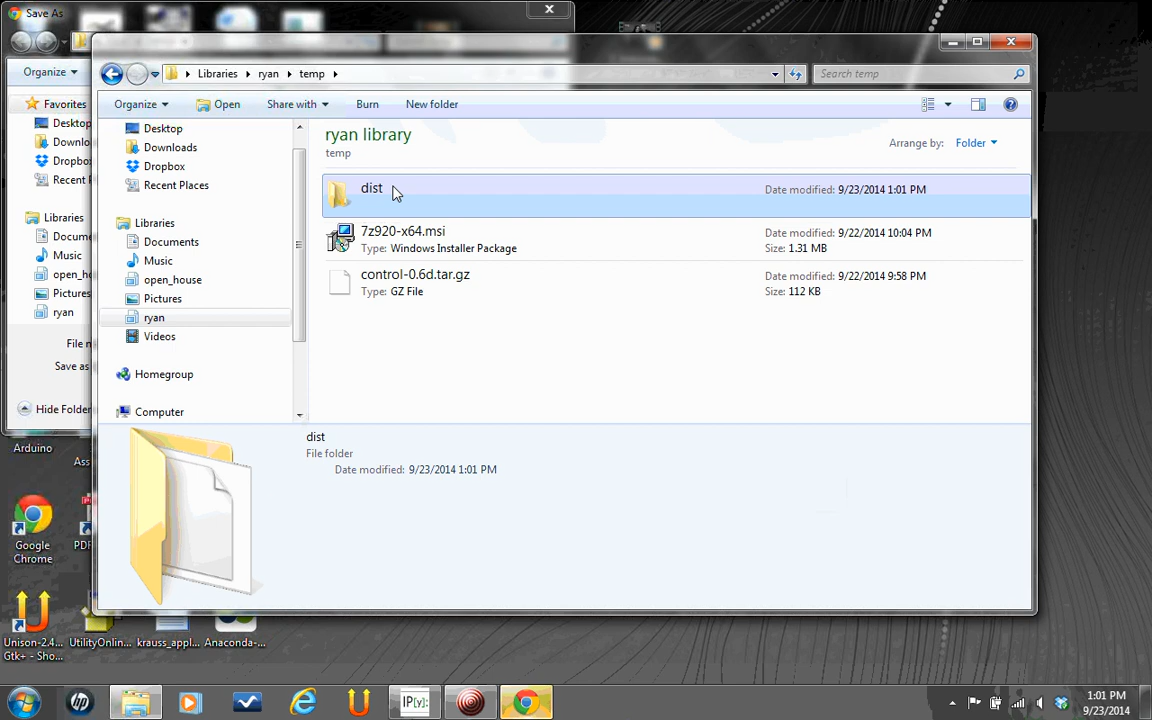 Save As
Organize
Favorites
Desktop
Downlo
Dropbo
Recent P
Libraries
Docume
Music
open_ho
Pictures
ryan
File n
Save as
Hide Folder
Libraries
ryan
temp
Search temp
Organize
Open
Share with
Burn
New folder
Desktop
Downloads
Dropbox
Recent Places
Libraries
Documents
Music
open_house
Pictures
ryan
Videos
Homegroup
Computer
ryan library
temp
Arrange by: Folder
dist
Date modified: 9/23/2014 1:01 PM
7z920-x64.msi
Type: Windows Installer Package
Date modified: 9/22/2014 10:04 PM
Size: 1.31 MB
control-0.6d.tar.gz
Type: GZ File
Date modified: 9/22/2014 9:58 PM
Size: 112 KB
dist
File folder
Date modified: 9/23/2014 1:01 PM
Arduino
Ass
Google
Chrome
PDF
Unison-2.4...
Gtk+ - Sho...
UtilityOnlin...
krauss_appl...
Anaconda-...
hp
IP[y]:
1:01 PM
9/23/2014